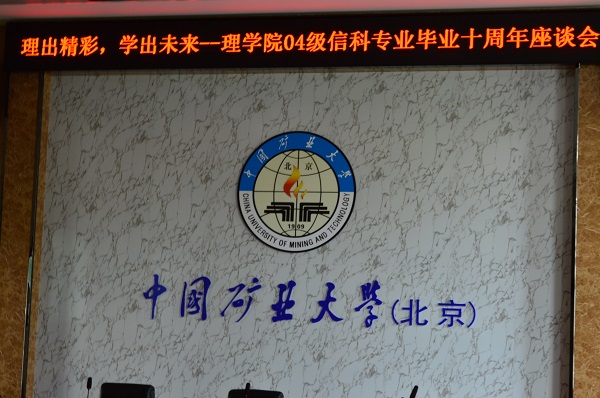 理出精彩，学出未来--理学院04级信科专业毕业十周年座谈会
中国矿业大学
北京
1909
CHINA UNIVERSITY OF MINING AND TECHNOLOGY
中国矿业大学(北京)